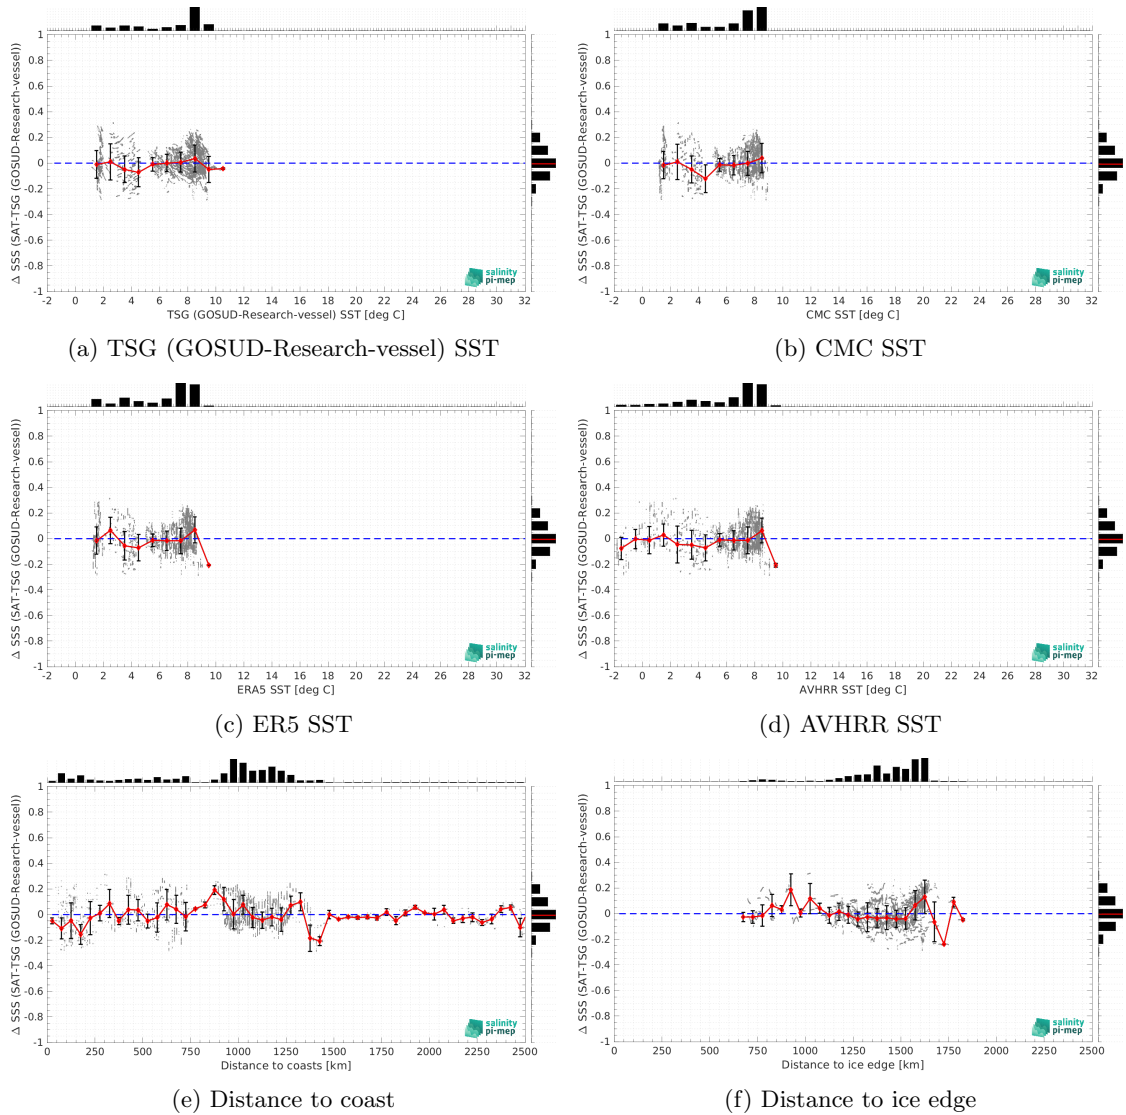 1
0.8
0.6
0.4
0.2
0
-0.2
-0.4
-0.6
-0.8
-1
Δ SSS (SAT-TSG (GOSUD-Research-vessel))
-2 0 2 4 6 8 10 12 14 16 18 20 22 24 26 28 30 32
TSG (GOSUD-Research-vessel) SST [deg C]
salinity
pi-mep
(a) TSG (GOSUD-Research-vessel) SST
1
0.8
0.6
0.4
0.2
0
-0.2
-0.4
-0.6
-0.8
-1
Δ SSS (SAT-TSG (GOSUD-Research-vessel))
-2 0 2 4 6 8 10 12 14 16 18 20 22 24 26 28 30 32
CMC SST [deg C]
salinity
pi-mep
(b) CMC SST
1
0.8
0.6
0.4
0.2
0
-0.2
-0.4
-0.6
-0.8
-1
Δ SSS (SAT-TSG (GOSUD-Research-vessel))
-2 0 2 4 6 8 10 12 14 16 18 20 22 24 26 28 30 32
ERA5 SST [deg C]
salinity
pi-mep
(c) ER5 SST
1
0.8
0.6
0.4
0.2
0
-0.2
-0.4
-0.6
-0.8
-1
Δ SSS (SAT-TSG (GOSUD-Research-vessel))
-2 0 2 4 6 8 10 12 14 16 18 20 22 24 26 28 30 32
AVHRR SST [deg C]
salinity
pi-mep
(d) AVHRR SST
1
0.8
0.6
0.4
0.2
0
-0.2
-0.4
-0.6
-0.8
-1
Δ SSS (SAT-TSG (GOSUD-Research-vessel))
0 250 500 750 1000 1250 1500 1750 2000 2250 2500
Distance to coasts [km]
salinity
pi-mep
(e) Distance to coast
1
0.8
0.6
0.4
0.2
0
-0.2
-0.4
-0.6
-0.8
-1
Δ SSS (SAT-TSG (GOSUD-Research-vessel))
0 250 500 750 1000 1250 1500 1750 2000 2250 2500
Distance to ice edge [km]
salinity
pi-mep
(f) Distance to ice edge